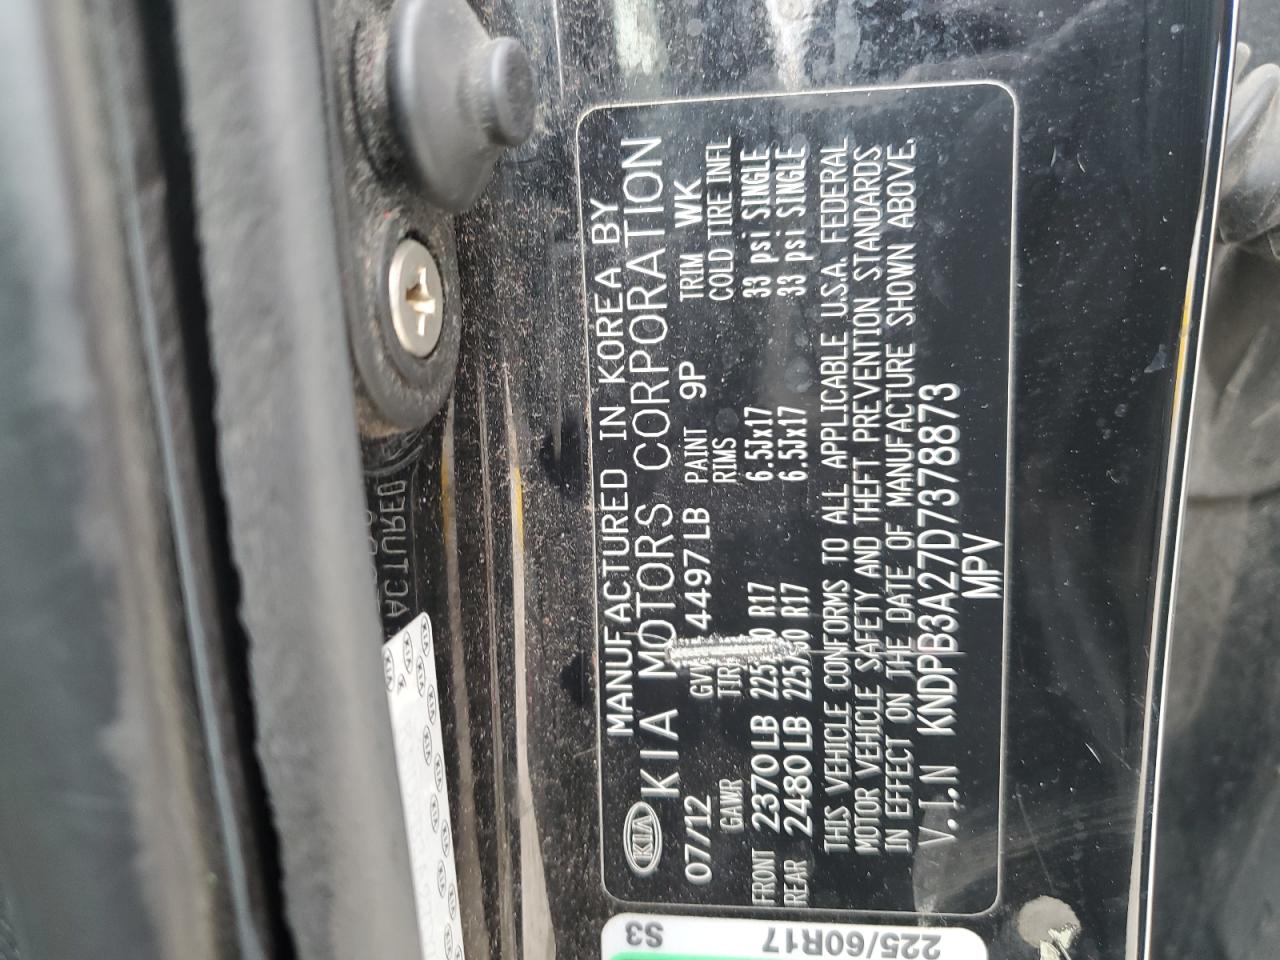 MANUFACTURED IN KOREA BY
KIA KIA MOTORS CORPORATION
07/12 4497 LB PAINT 9P TRIM WK
GAWR RIMS COLD TIRE INFL
FRONT 2370 LB R17 6.5Jx17 33 psi SINGLE
REAR 2480 LB R17 6.5Jx17 33 psi SINGLE
THIS VEHICLE CONFORMS TO ALL APPLICABLE U.S.A. FEDERAL
MOTOR VEHICLE SAFETY AND THEFT PREVENTION STANDARDS
IN EFFECT ON THE DATE OF MANUFACTURE SHOWN ABOVE.
V.I.N KNDPB3A27D7378873
MPV
S3
225/60R17